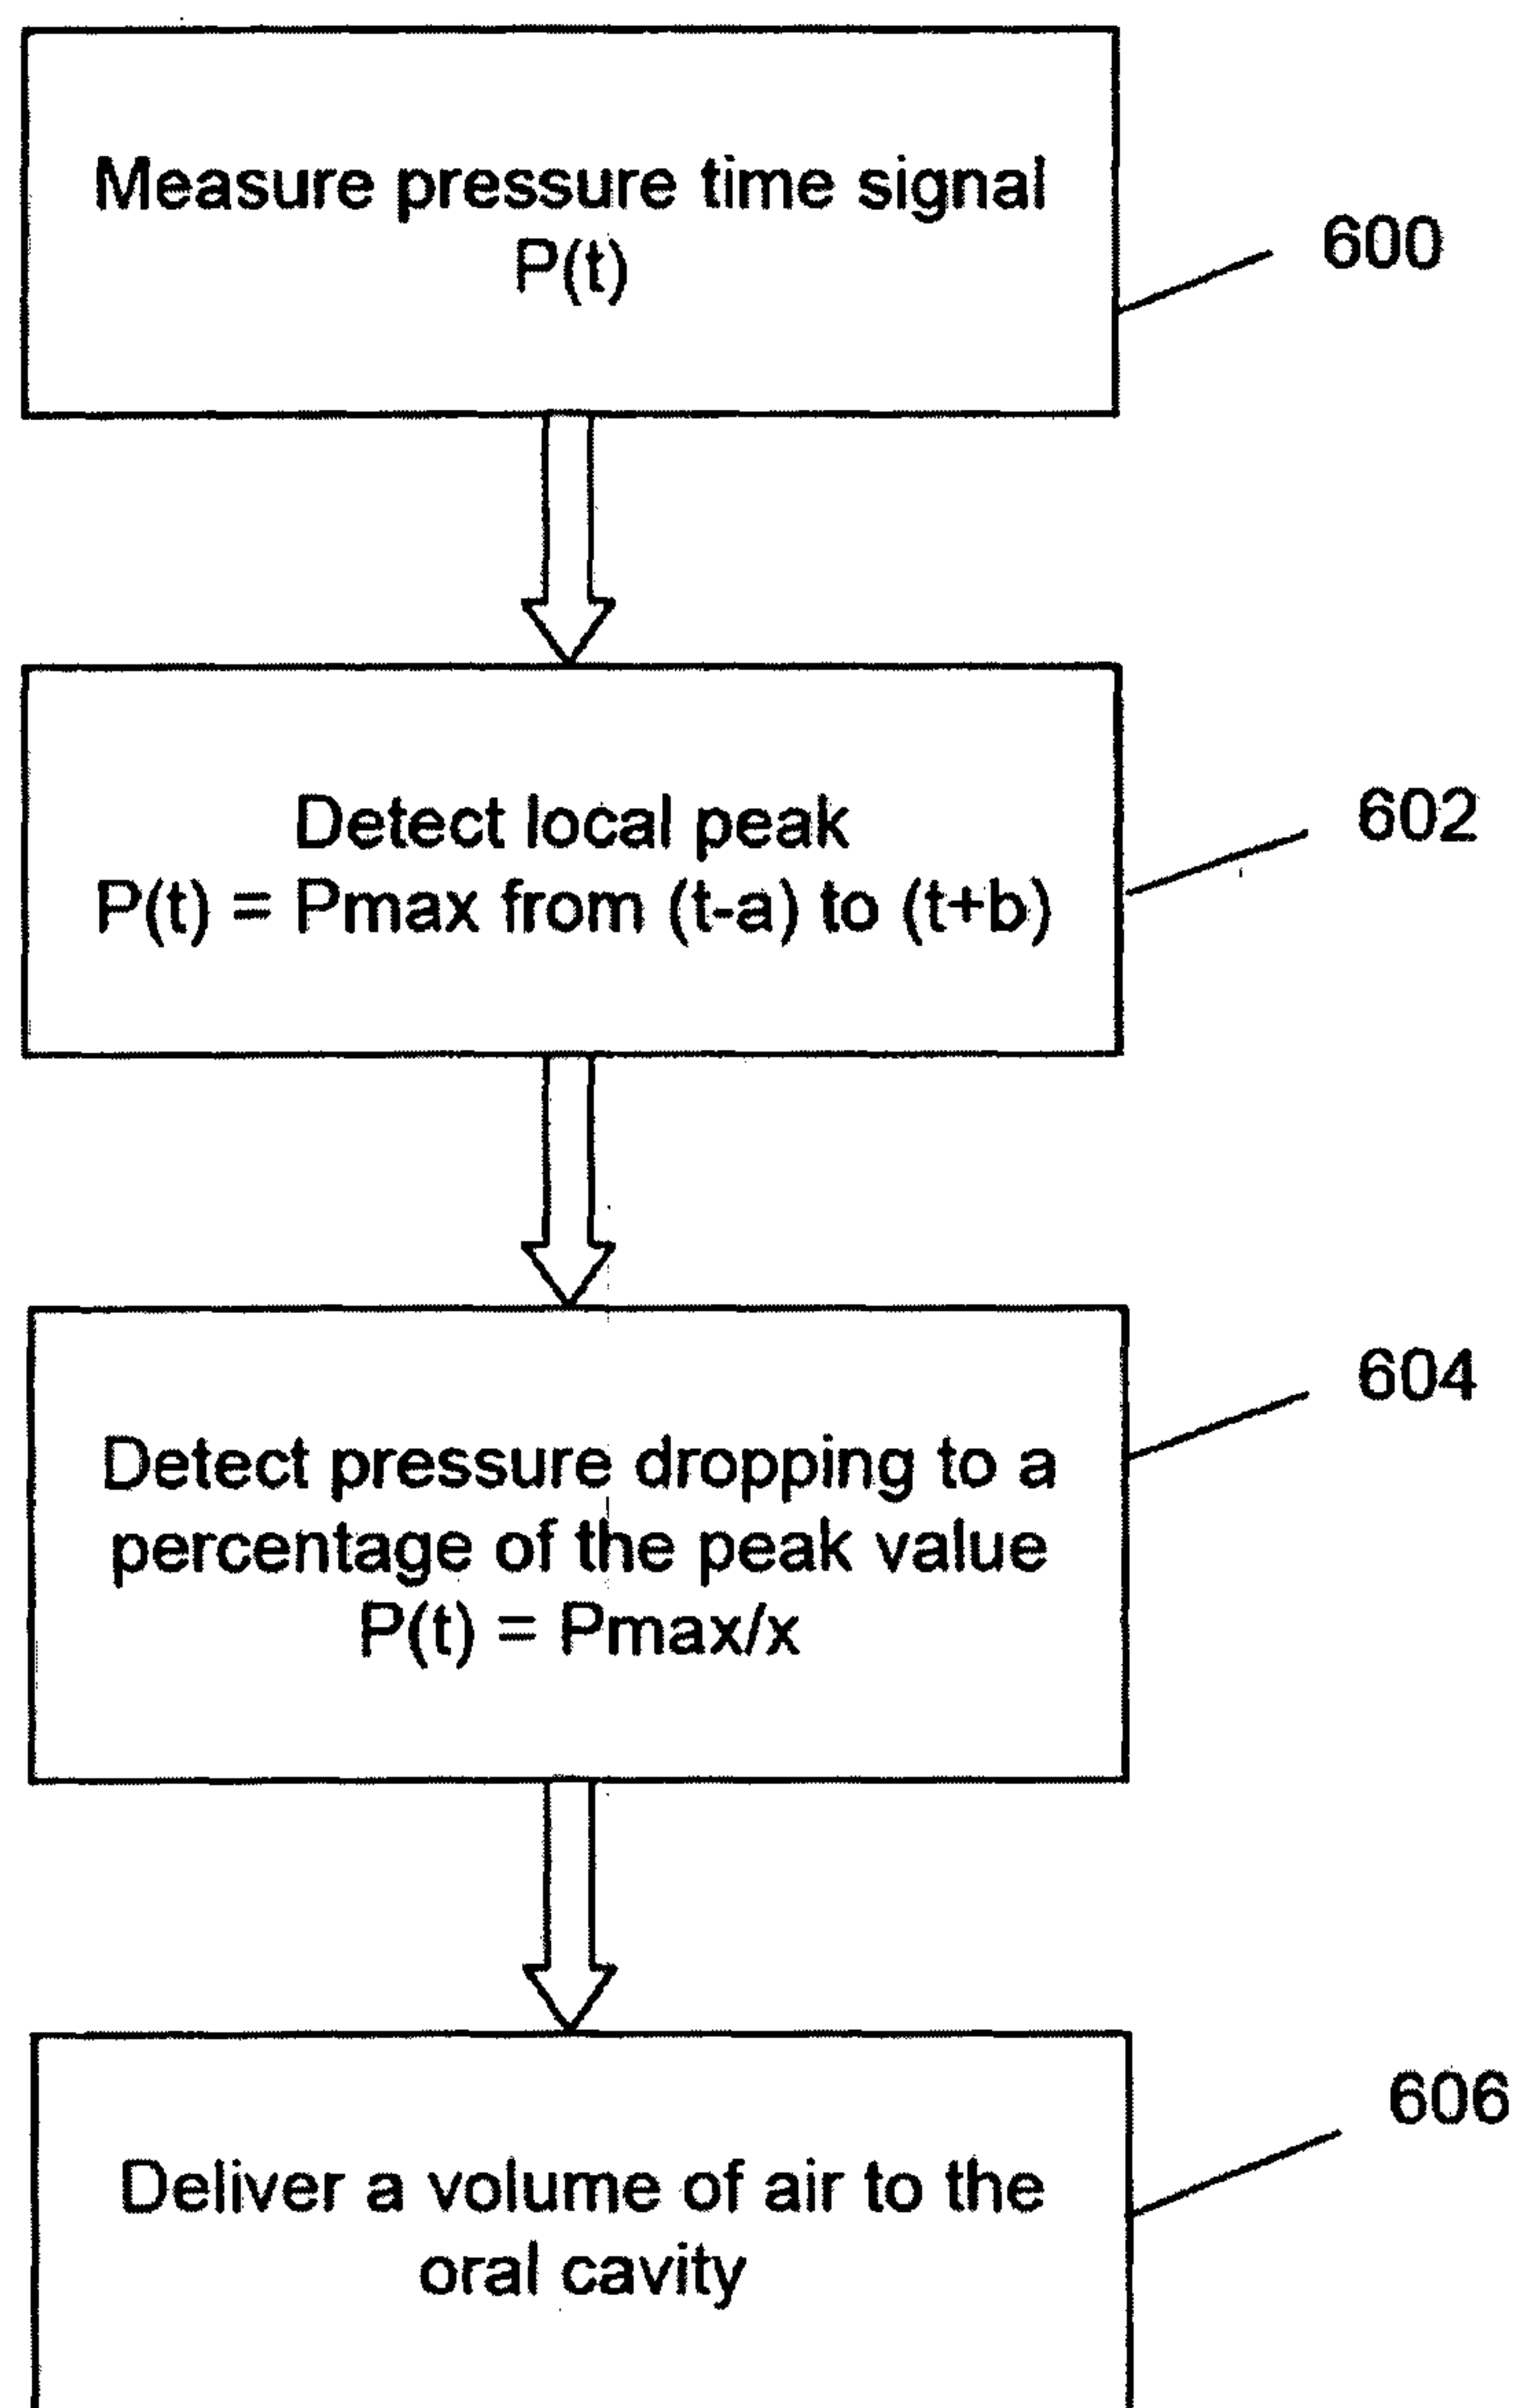 Measure pressure time signal
P(t)
600
Detect local peak
P(t) = Pmax from (t-a) to (t+b)
602
Detect pressure dropping to a
percentage of the peak value
P(t) = Pmax/x
604
Deliver a volume of air to the
oral cavity
606